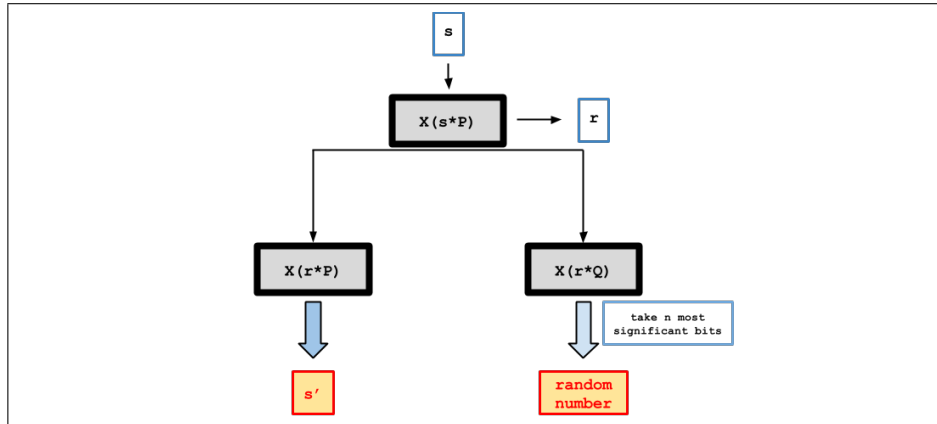 s
X(s*P)
r
X(r*P)
X(r*Q)
take n most
significant bits
s’
random
number